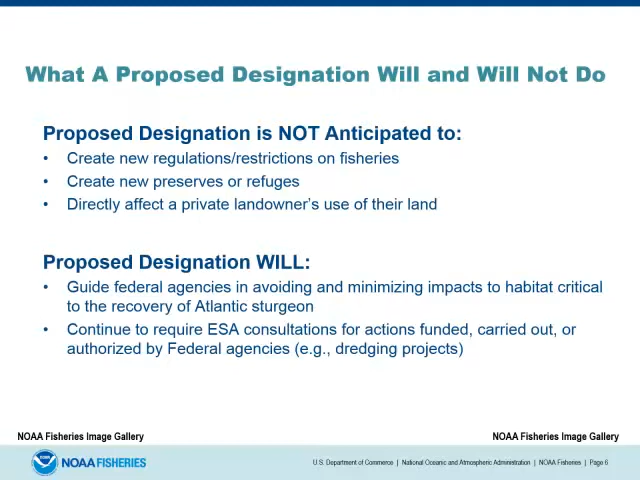 What A Proposed Designation Will and Will Not Do
Proposed Designation is NOT Anticipated to:
• Create new regulations/restrictions on fisheries
• Create new preserves or refuges
• Directly affect a private landowner's use of their land
Proposed Designation WILL:
• Guide federal agencies in avoiding and minimizing impacts to habitat critical
to the recovery of Atlantic sturgeon
• Continue to require ESA consultations for actions funded, carried out, or
authorized by Federal agencies (e.g., dredging projects)
NOAA Fisheries Image Gallery
NOAA Fisheries Image Gallery
NOAA FISHERIES
U.S. Department of Commerce | National Oceanic and Atmospheric Administration | NOAA Fisheries | Page 6